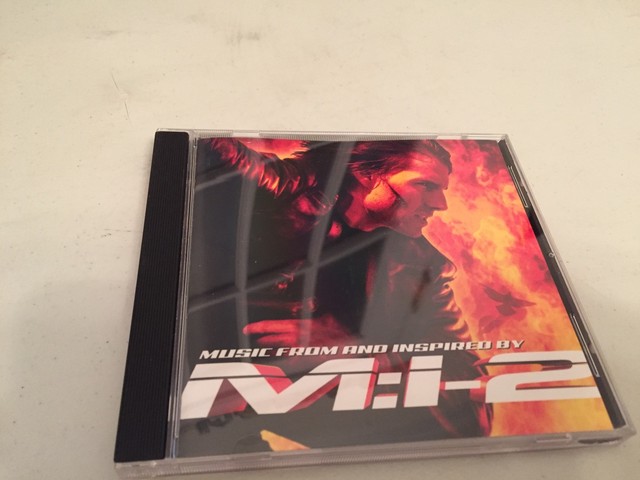 MUSIC FROM AND INSPIRED BY
M:I-2